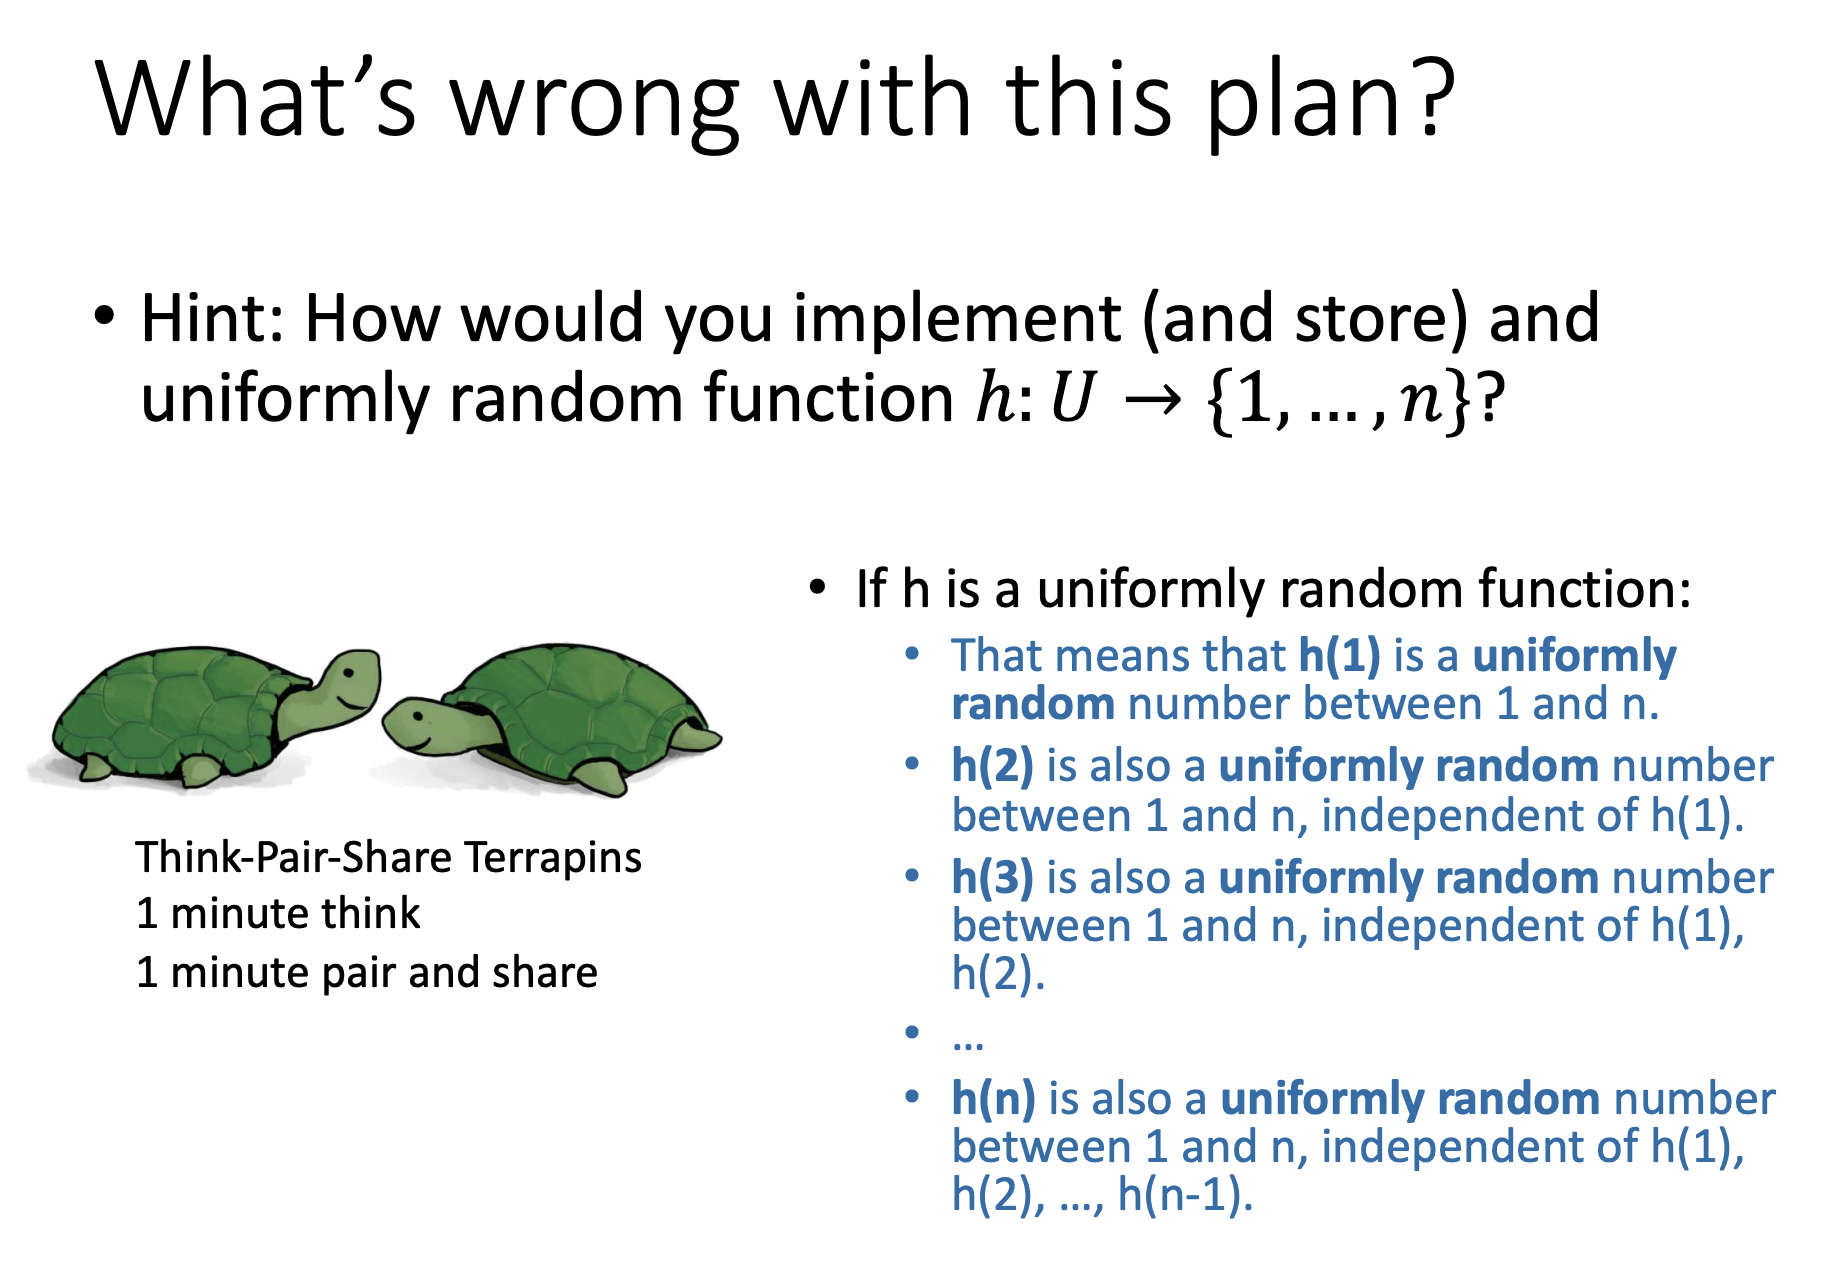 What’s wrong with this plan?
• Hint: How would you implement (and store) and
uniformly random function ℎ: 𝑈 → {1, … , 𝑛}?
• If h is a uniformly random function:
• That means that h(1) is a uniformly
random number between 1 and n.
• h(2) is also a uniformly random number
between 1 and n, independent of h(1).
• h(3) is also a uniformly random number
between 1 and n, independent of h(1),
h(2).
• …
• h(n) is also a uniformly random number
between 1 and n, independent of h(1),
h(2), …, h(n-1).
Think-Pair-Share Terrapins
1 minute think
1 minute pair and share